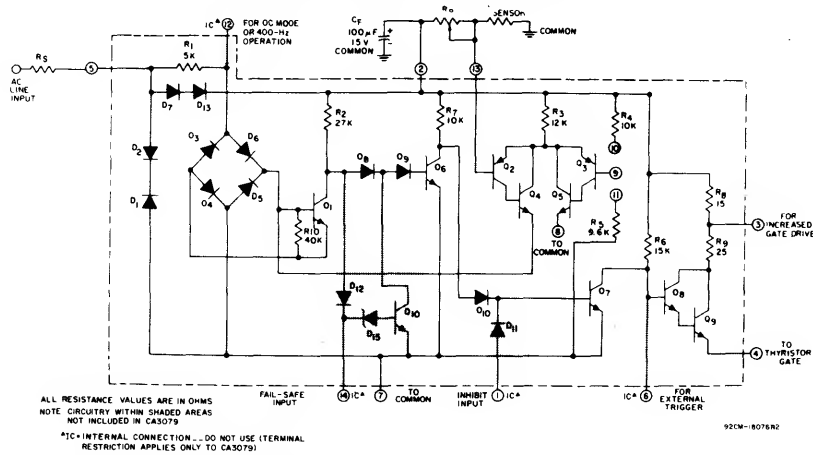 IC▲ 12 FOR DC MODE
OR 400-Hz
OPERATION
CF
100µF
15 V
COMMON
+
-
RP
SENSOR
COMMON
RS
5
AC
LINE
INPUT
R1
5K
2
13
D7
D13
R2
27K
R7
10K
R3
12 K
R4
10K
10
D2
D3
D6
D8
D9
Q6
Q2
Q3
9
D1
D4
D5
Q1
Q4
Q5
11
R8
15
R10
40K
8
TO
COMMON
R5
9.6K
3
FOR
INCREASED
GATE DRIVE
R6
15K
R9
25
D12
D10
Q7
Q8
D15
Q10
D11
Q9
4
TO
THYRISTOR
GATE
FAIL-SAFE
INPUT
14 IC▲
7
TO
COMMON
INHIBIT
INPUT
1 IC▲
IC▲ 6
FOR
EXTERNAL
TRIGGER
ALL RESISTANCE VALUES ARE IN OHMS
NOTE CIRCUITRY WITHIN SHADED AREAS
NOT INCLUDED IN CA3079
▲IC=INTERNAL CONNECTION__DO NOT USE (TERMINAL
RESTRICTION APPLIES ONLY TO CA3079)
92CM-18076R2